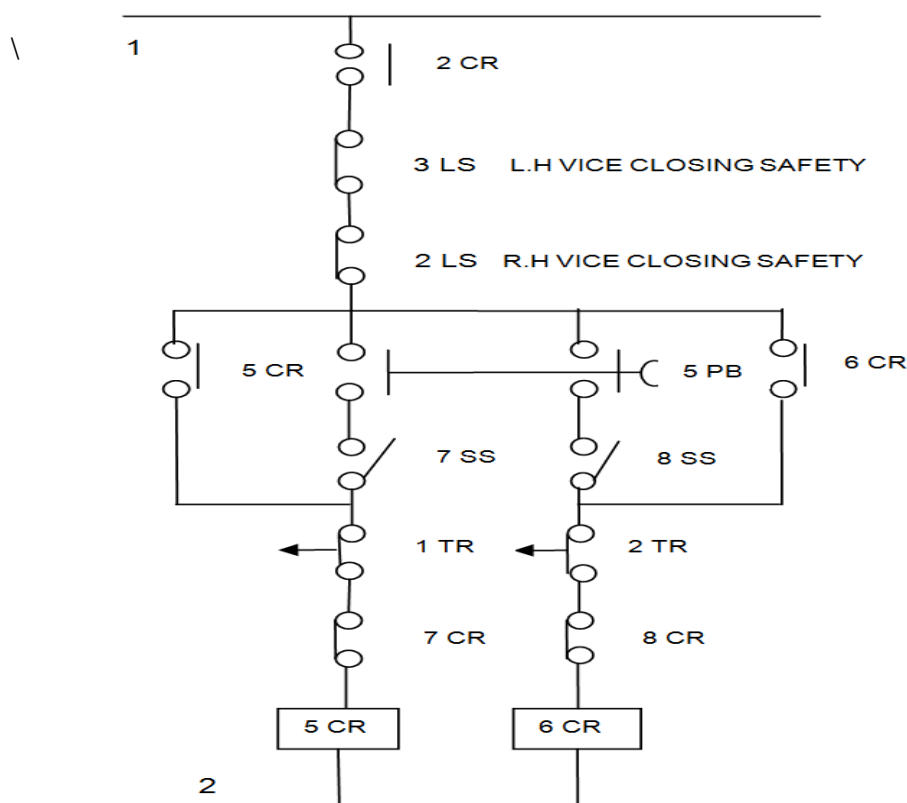 \
1
2 CR
3 LS L.H VICE CLOSING SAFETY
2 LS R.H VICE CLOSING SAFETY
5 CR
5 PB
6 CR
7 SS
8 SS
1 TR
2 TR
7 CR
8 CR
5 CR
6 CR
2